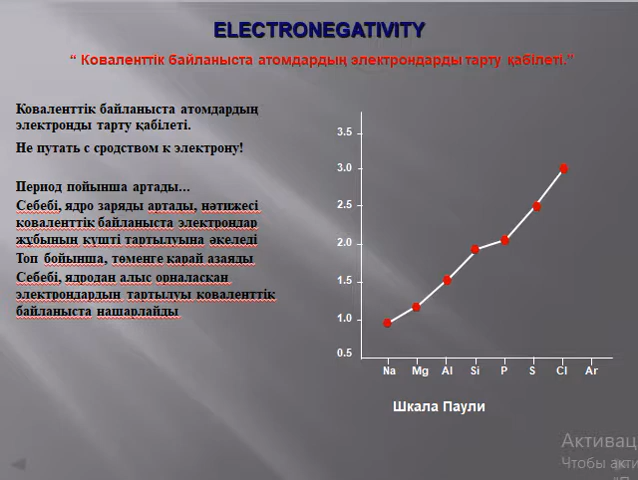 ELECTRONEGATIVITY
“ Коваленттік байланыста атомдардың электрондарды тарту қабілеті.”
Коваленттік байланыста атомдардың
электронды тарту қабілеті.
Не путать с сродством к электрону!
Период пойынша артады...
Себебі, ядро заряды артады, нәтижесі
коваленттік байланыста электрондар
жұбының күшті тартылуына әкеледі
Топ бойынша, төменге қарай азаяды
Себебі, ядродан алыс орналасқан
электрондардың тартылуы коваленттік
байланыста нашарлайды
3.5
3.0
2.5
2.0
1.5
1.0
0.5
Na Mg Al Si P S Cl Ar
Шкала Паули
Активац
Чтобы акти